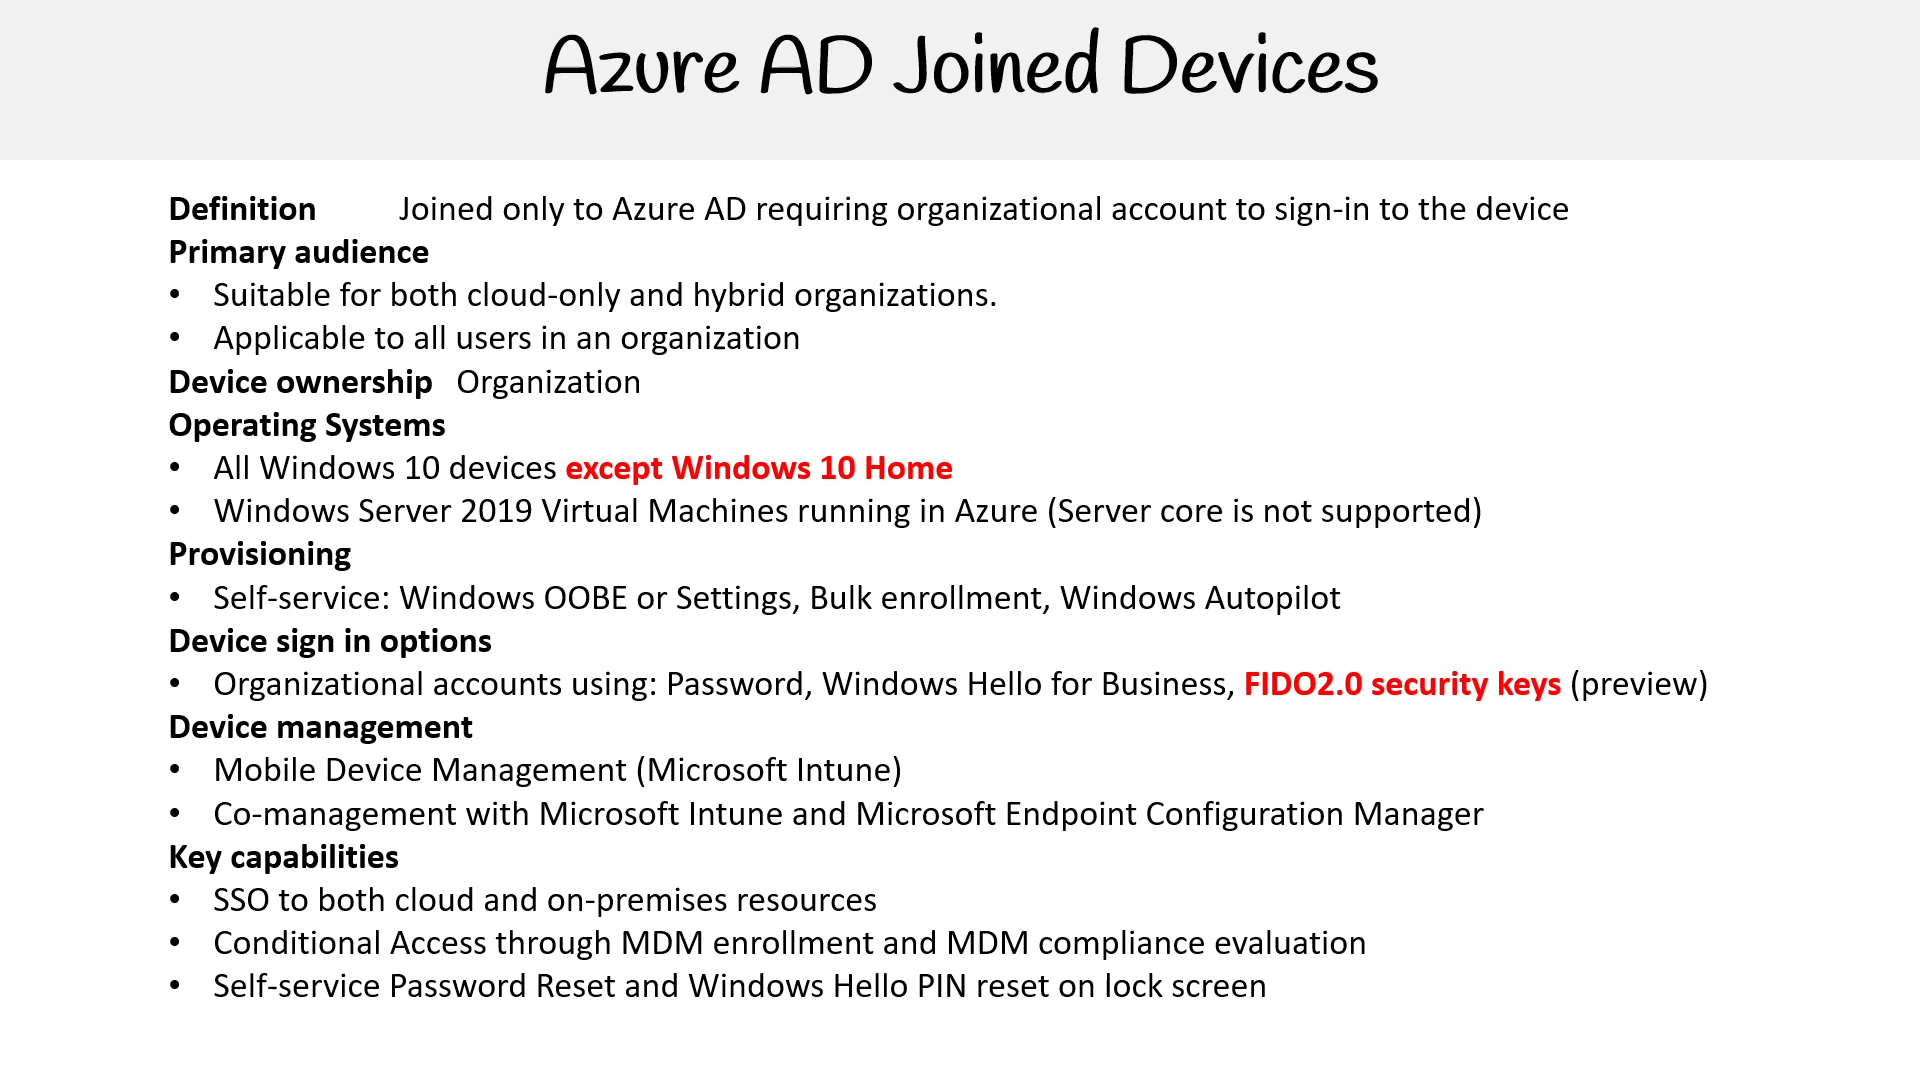 Azure AD Joined Devices
Definition Joined only to Azure AD requiring organizational account to sign-in to the device
Primary audience
• Suitable for both cloud-only and hybrid organizations.
• Applicable to all users in an organization
Device ownership Organization
Operating Systems
• All Windows 10 devices except Windows 10 Home
• Windows Server 2019 Virtual Machines running in Azure (Server core is not supported)
Provisioning
• Self-service: Windows OOBE or Settings, Bulk enrollment, Windows Autopilot
Device sign in options
• Organizational accounts using: Password, Windows Hello for Business, FIDO2.0 security keys (preview)
Device management
• Mobile Device Management (Microsoft Intune)
• Co-management with Microsoft Intune and Microsoft Endpoint Configuration Manager
Key capabilities
• SSO to both cloud and on-premises resources
• Conditional Access through MDM enrollment and MDM compliance evaluation
• Self-service Password Reset and Windows Hello PIN reset on lock screen